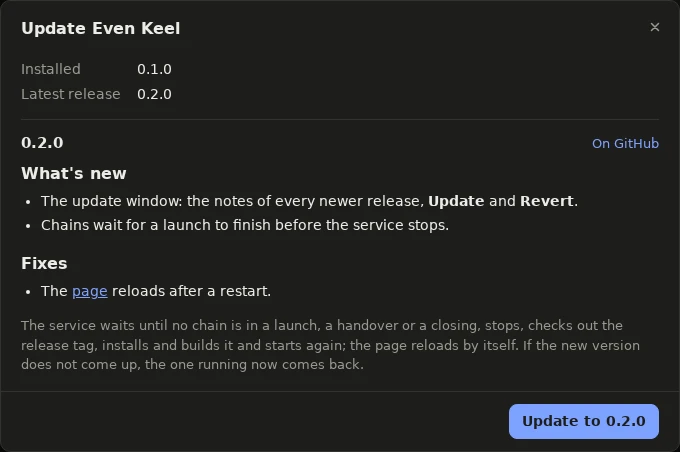 Update Even Keel
×
Installed 0.1.0
Latest release 0.2.0
0.2.0 On GitHub
What's new
• The update window: the notes of every newer release, Update and Revert.
• Chains wait for a launch to finish before the service stops.
Fixes
• The page reloads after a restart.
The service waits until no chain is in a launch, a handover or a closing, stops, checks out the
release tag, installs and builds it and starts again; the page reloads by itself. If the new version
does not come up, the one running now comes back.
Update to 0.2.0